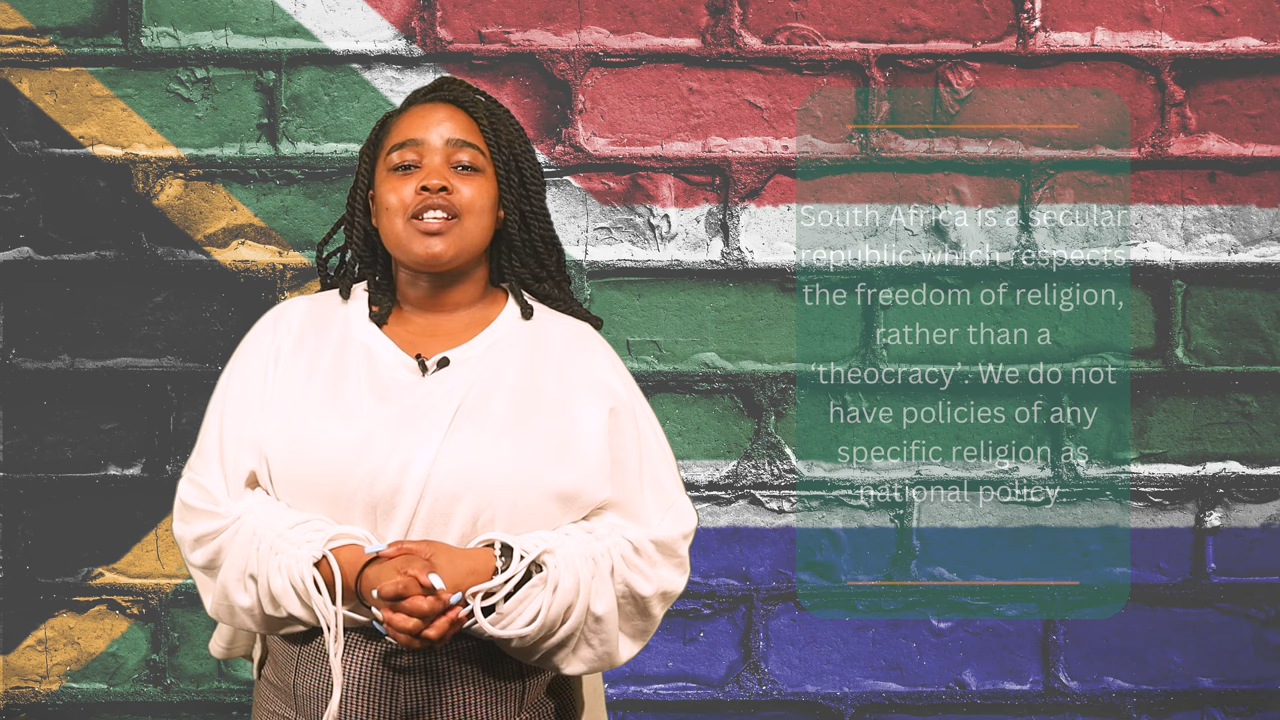 South Africa is a secular
republic which respects
the freedom of religion,
rather than a
‘theocracy’. We do not
have policies of any
specific religion as
national policy.